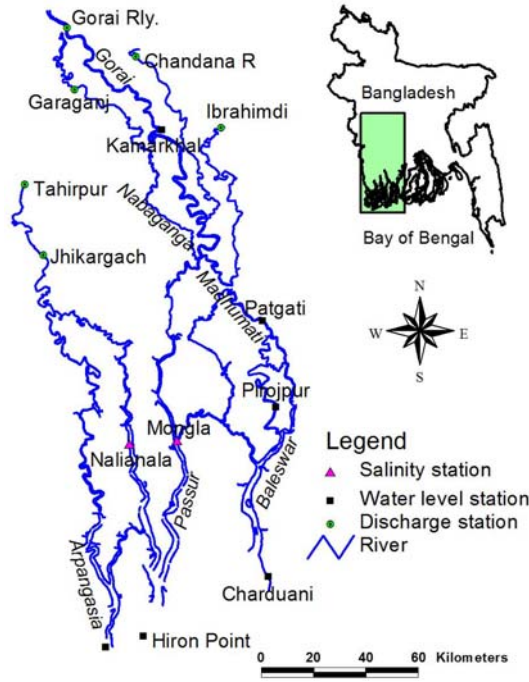 Gorai Rly.
Chandana R
Gorai
Garaganj
Ibrahimdi
Kamarkhal
Tahirpur
Nabaganga
Jhikargach
Madhumati
Patgati
Pirojpur
Mongla
Nalianala
Passur
Baleswar
Arpangasia
Charduani
Hiron Point
Bangladesh
Bay of Bengal
N
W
E
S
Legend
Salinity station
Water level station
Discharge station
River
0 20 40 60 Kilometers